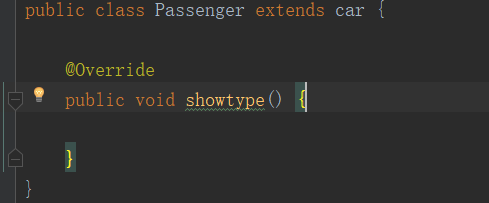 public class Passenger extends car {
@Override
public void showtype() {
}
}